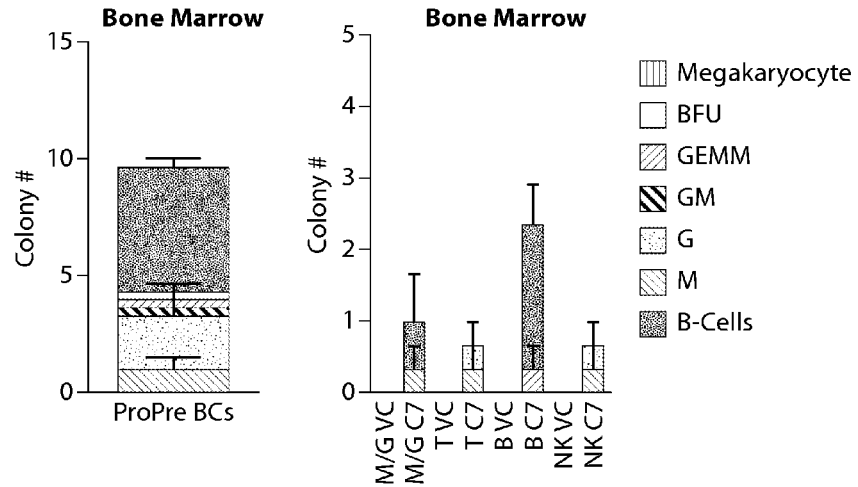 Bone Marrow
15
10
5
0
Colony #
ProPre BCs
Bone Marrow
5
4
3
2
1
0
Colony #
M/G VC
M/G C7
T VC
T C7
B VC
B C7
NK VC
NK C7
Megakaryocyte
BFU
GEMM
GM
G
M
B-Cells